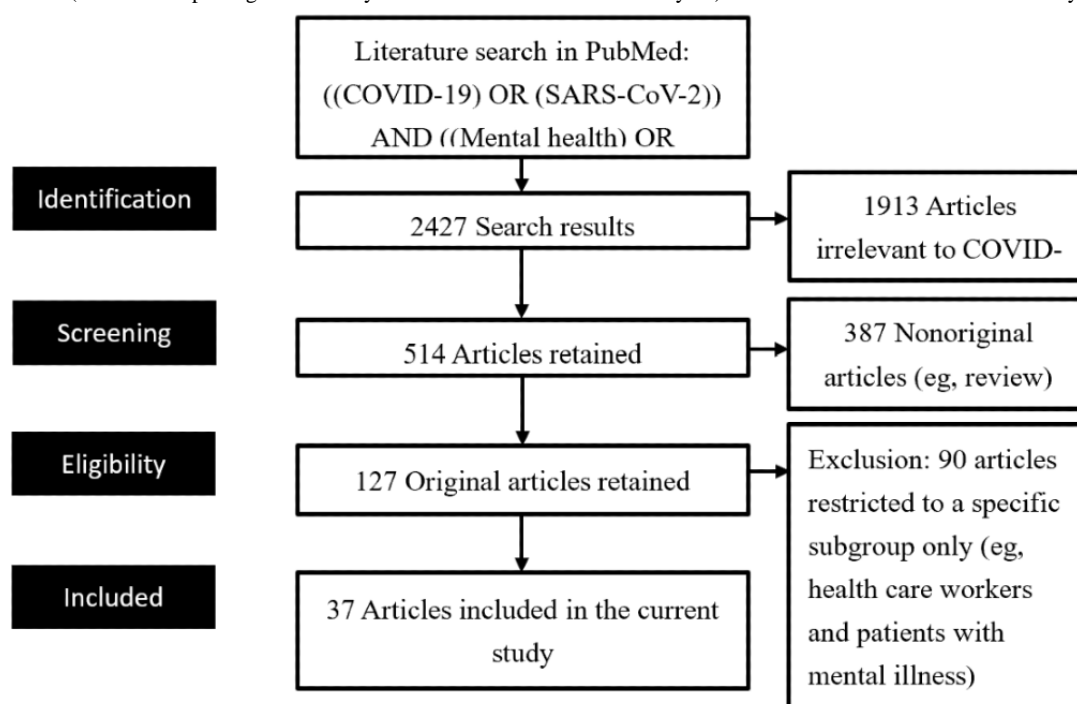 Literature search in PubMed:
((COVID-19) OR (SARS-CoV-2))
AND ((Mental health) OR
Identification
2427 Search results
1913 Articles
irrelevant to COVID-
Screening
514 Articles retained
387 Nonoriginal
articles (eg, review)
Eligibility
127 Original articles retained
Exclusion: 90 articles
restricted to a specific
subgroup only (eg,
health care workers
and patients with
mental illness)
Included
37 Articles included in the current
study